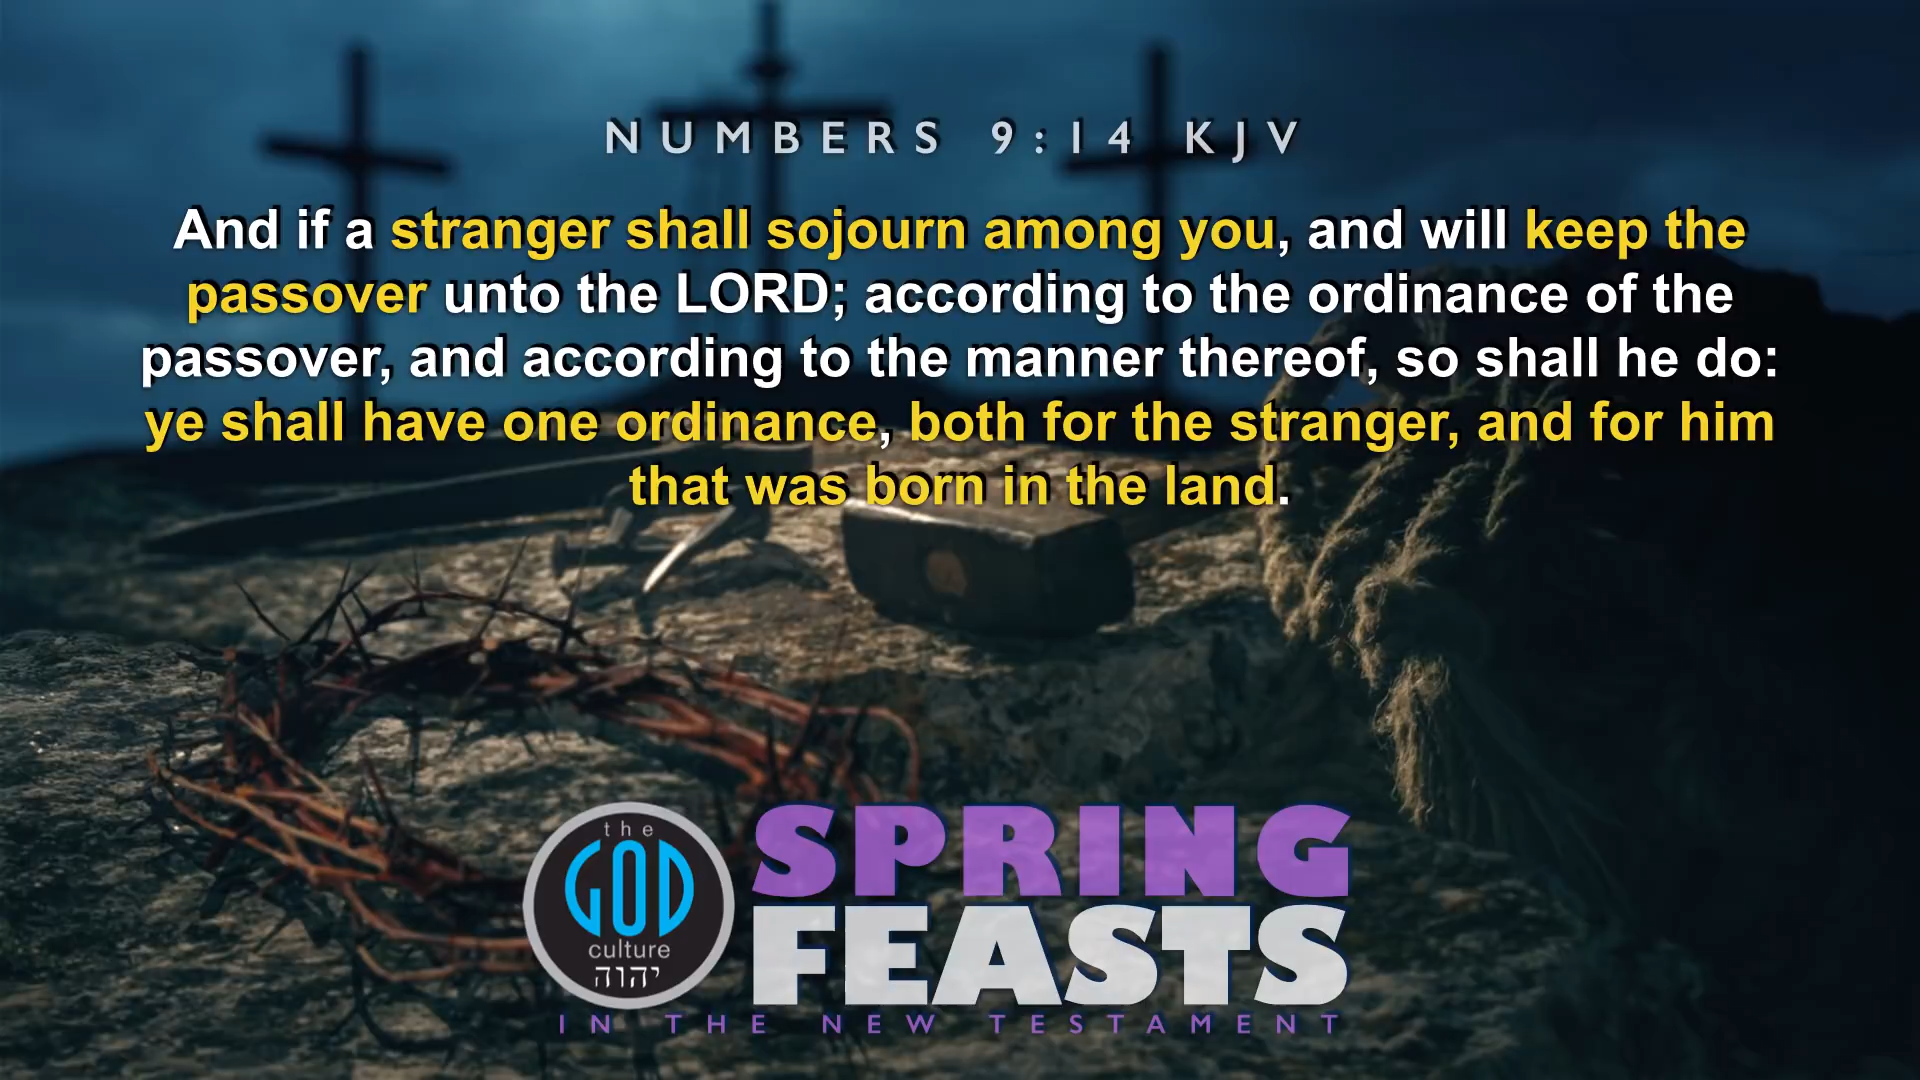 NUMBERS 9:14 KJV
And if a stranger shall sojourn among you, and will keep the
passover unto the LORD; according to the ordinance of the
passover, and according to the manner thereof, so shall he do:
ye shall have one ordinance, both for the stranger, and for him
that was born in the land.
the
GOD
culture
יהוה
SPRING
FEASTS
IN THE NEW TESTAMENT